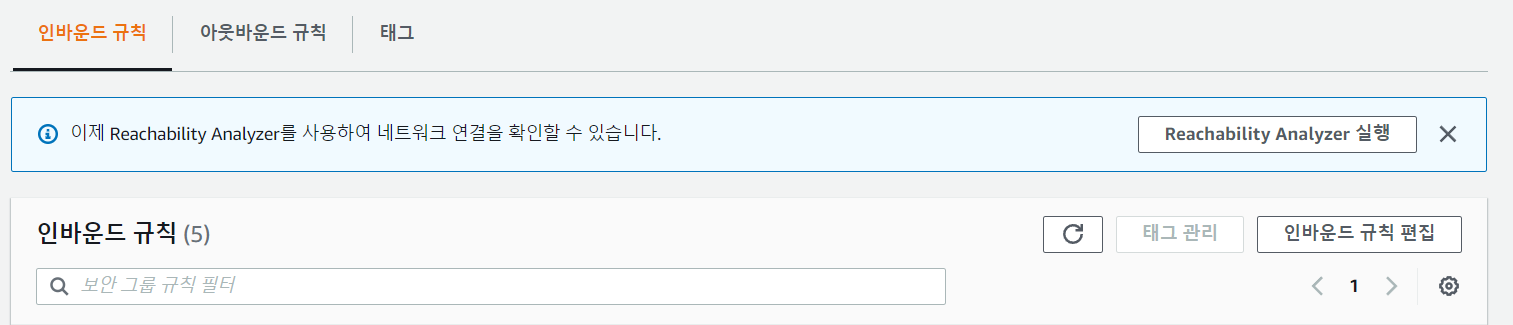 인바운드 규칙 아웃바운드 규칙 태그
이제 Reachability Analyzer를 사용하여 네트워크 연결을 확인할 수 있습니다. Reachability Analyzer 실행
인바운드 규칙 (5) 태그 관리 인바운드 규칙 편집
보안 그룹 규칙 필터 1